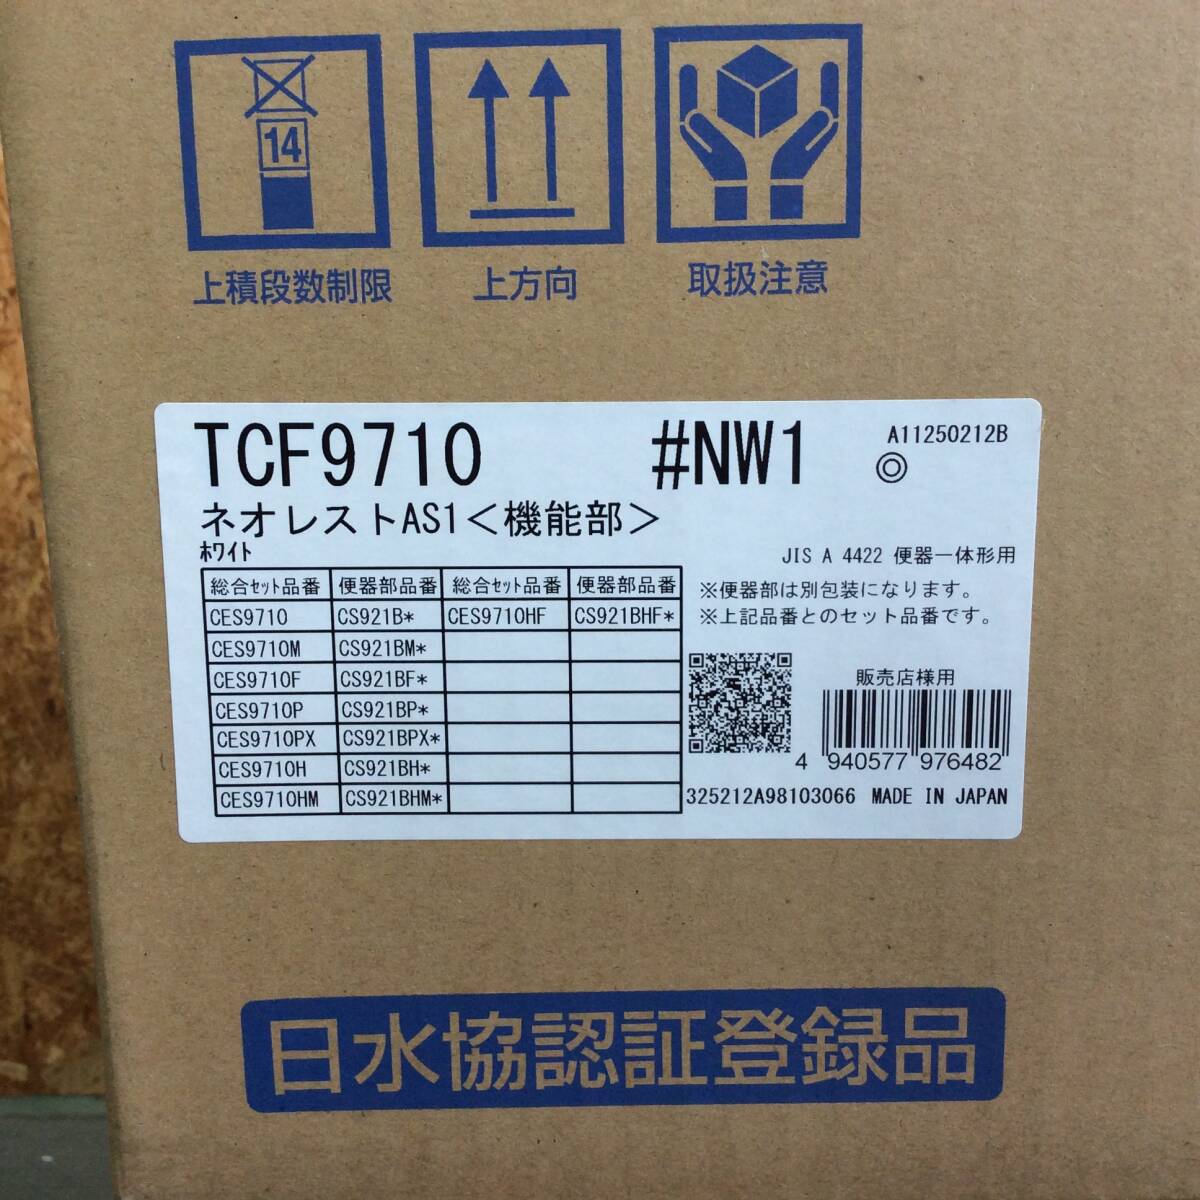 14
上積段数制限
上方向
取扱注意
TCF9710 #NW1 A11250212B
◎
ネオレストAS1＜機能部＞
ﾎﾜｲﾄ
JIS A 4422 便器一体形用
総合ｾｯﾄ品番 便器部品番 総合ｾｯﾄ品番 便器部品番
CES9710 CS921B* CES9710HF CS921BHF*
CES9710M CS921BM*
CES9710F CS921BF*
CES9710P CS921BP*
CES9710PX CS921BPX*
CES9710H CS921BH*
CES9710HM CS921BHM*
※便器部は別包装になります。
※上記品番とのセット品番です。
販売店様用
4 940577 976482
325212A98103066 MADE IN JAPAN
日水協認証登録品